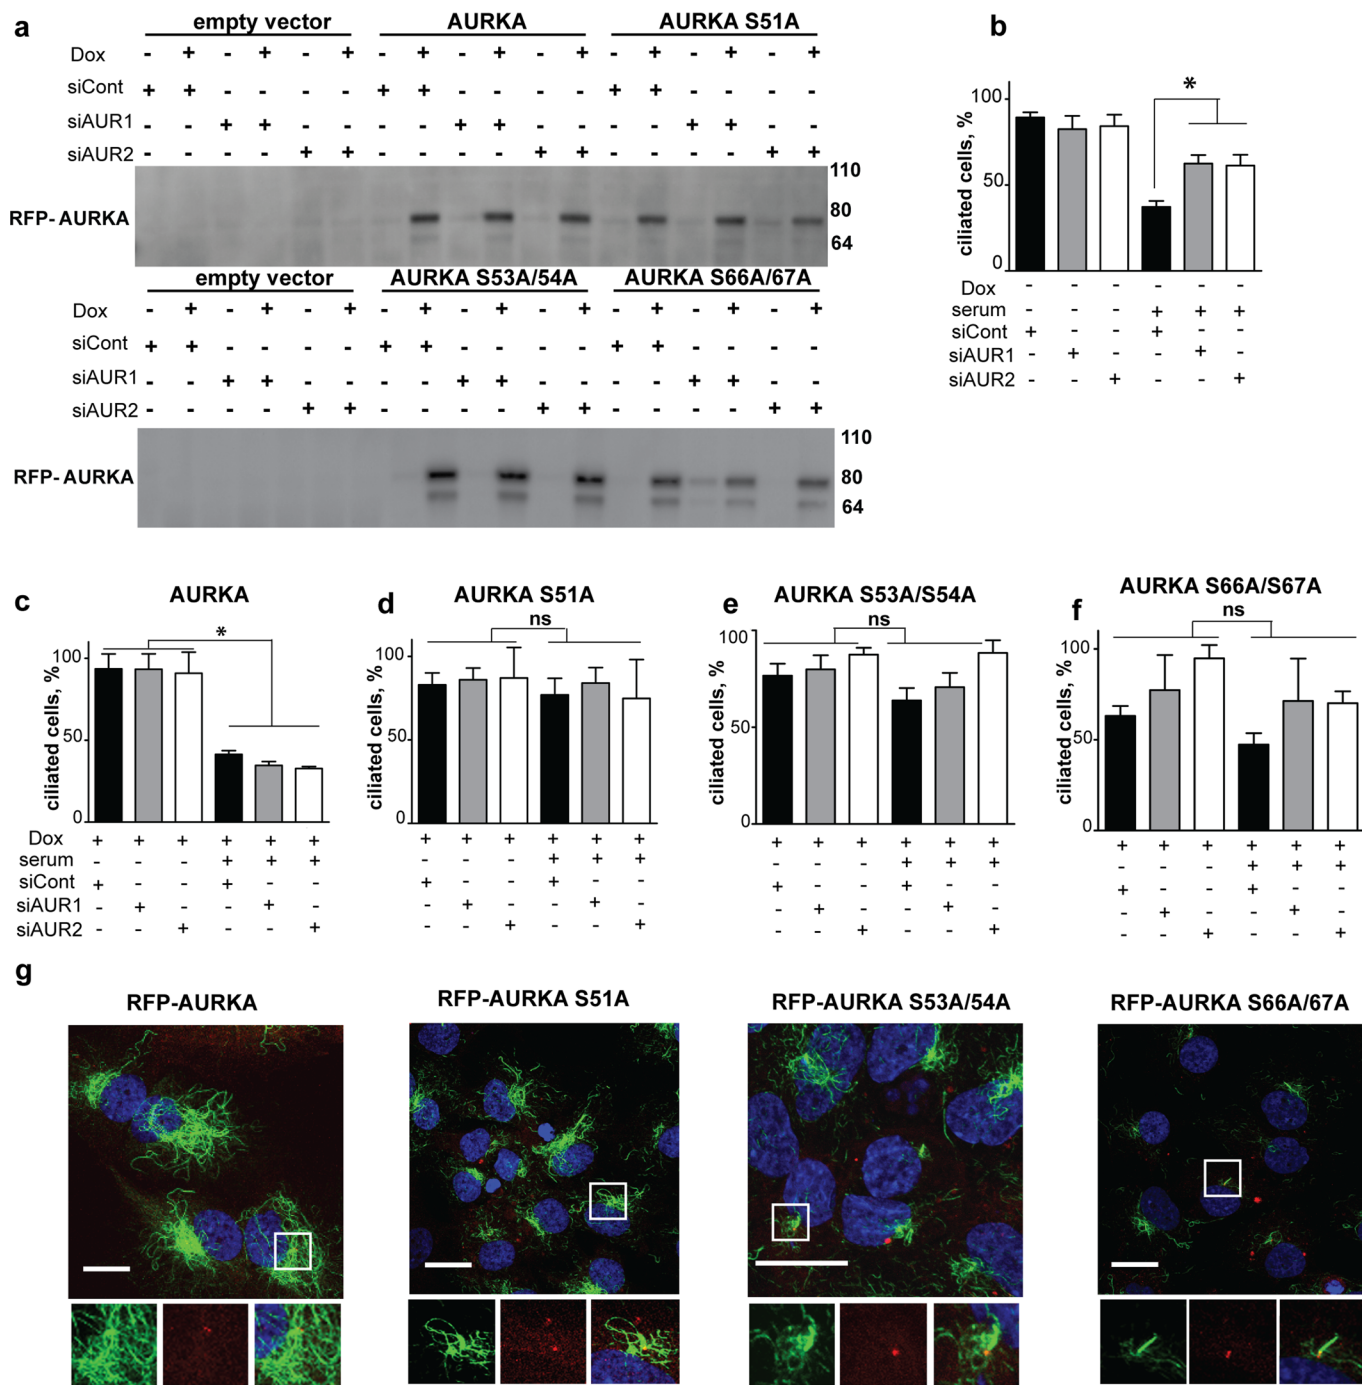 a
empty vector AURKA AURKA S51A
Dox - + - + - + - + - + - + - + - + - +
siCont + + - - - - + + - - - - + + - - - -
siAUR1 - - + + - - - - + + - - - - + + - -
siAUR2 - - - - + + - - - - + + - - - - + +
110
RFP- AURKA 80
64
empty vector AURKA S53A/54A AURKA S66A/67A
Dox - + - + - + - + - + - + - + - + - +
siCont + + - - - - + + - - - - + + - - - -
siAUR1 - - + + - - - - + + - - - - + + - -
siAUR2 - - - - + + - - - - + + - - - - + +
110
RFP- AURKA 80
64
b
*
ciliated cells, %
100
50
0
Dox - - - - - -
serum - - - + + +
siCont + - - + - -
siAUR1 - + - - + -
siAUR2 - - + - - +
c
AURKA
*
ciliated cells, %
100
50
0
Dox + + + + + +
serum - - - + + +
siCont + - - + - -
siAUR1 - + - - + -
siAUR2 - - + - - +
d
AURKA S51A
ns
ciliated cells, %
100
50
0
+ + + + + +
- - - + + +
+ - - + - -
- + - - + -
- - + - - +
e
AURKA S53A/S54A
ns
ciliated cells, %
100
50
0
+ + + + + +
- - - + + +
+ - - + - -
- + - - + -
- - + - - +
f
AURKA S66A/S67A
ns
ciliated cells, %
100
50
0
+ + + + + +
- - - + + +
+ - - + - -
- + - - + -
- - + - - +
g
RFP-AURKA RFP-AURKA S51A RFP-AURKA S53A/54A RFP-AURKA S66A/67A